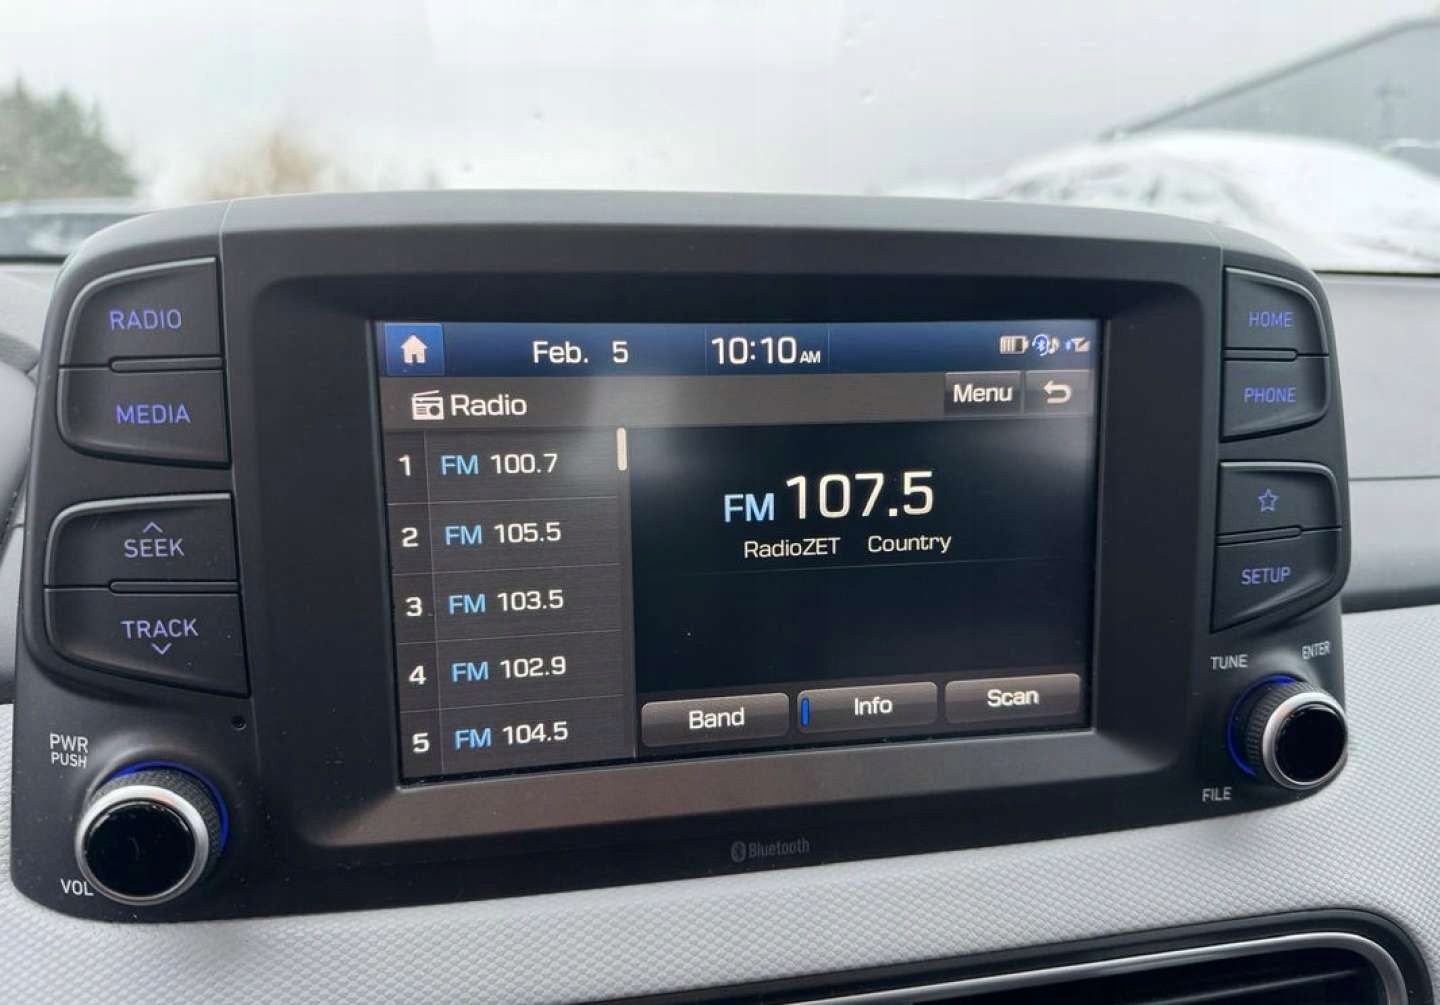 RADIO
MEDIA
SEEK
TRACK
PWR
PUSH
VOL
Feb. 5 10:10 AM
Radio Menu
1 FM 100.7
2 FM 105.5
3 FM 103.5
4 FM 102.9
5 FM 104.5
FM 107.5
RadioZET Country
Band Info Scan
Bluetooth
HOME
PHONE
SETUP
TUNE ENTER
FILE